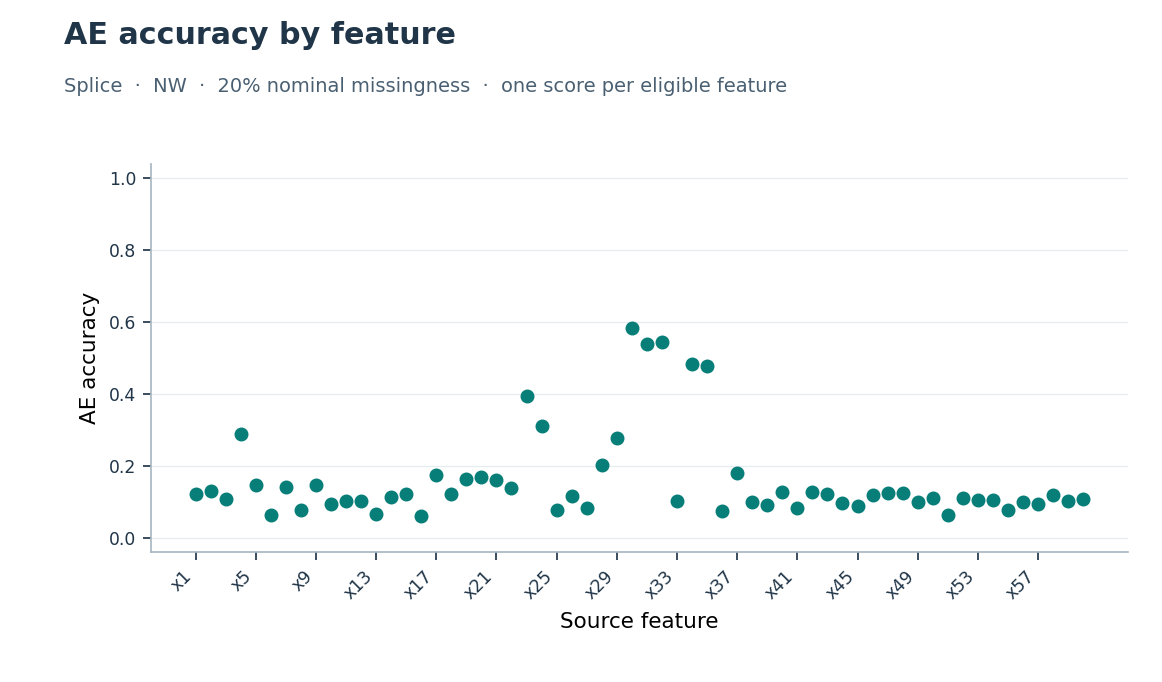 AE accuracy by feature
Splice · NW · 20% nominal missingness · one score per eligible feature
1.0
0.8
0.6
0.4
0.2
0.0
AE accuracy
x1 x5 x9 x13 x17 x21 x25 x29 x33 x37 x41 x45 x49 x53 x57
Source feature